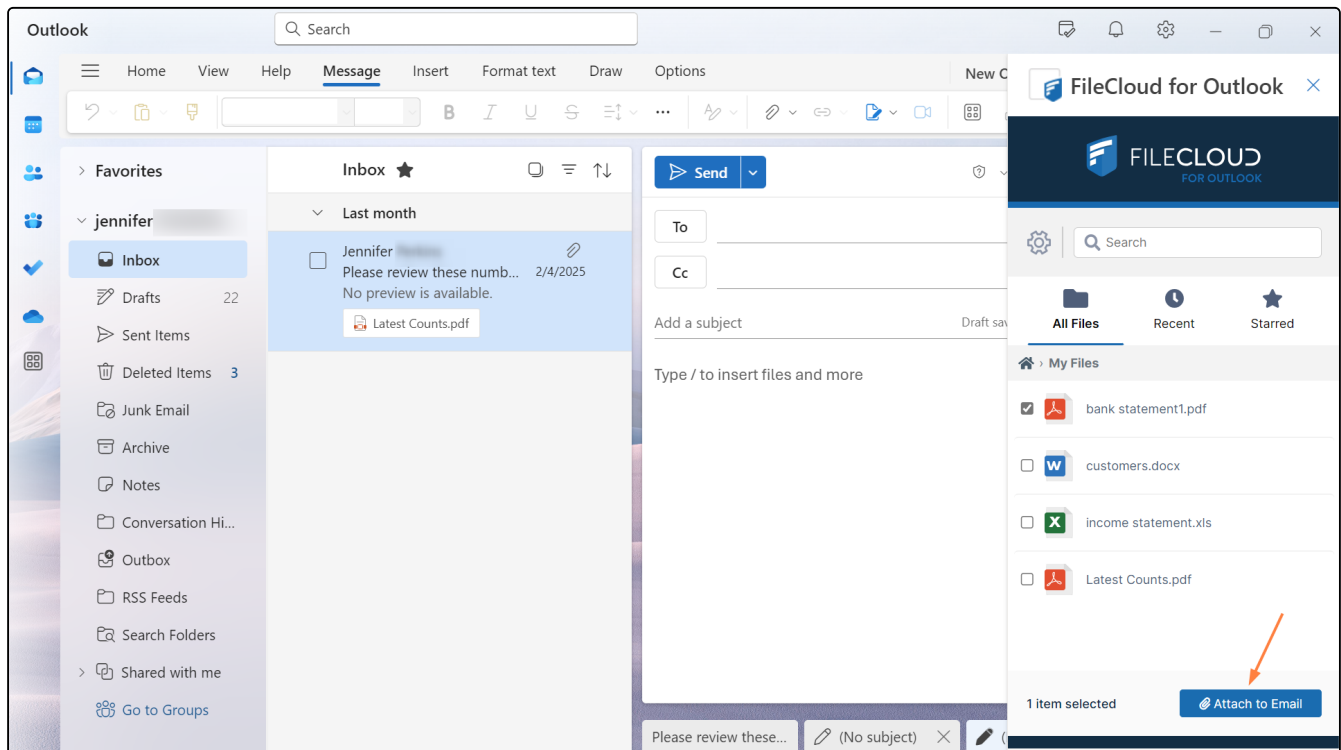 Outlook
Search
Home View Help Message Insert Format text Draw Options
New C
FileCloud for Outlook
FILECLOUD
FOR OUTLOOK
Favorites
jennifer
Inbox
Drafts 22
Sent Items
Deleted Items 3
Junk Email
Archive
Notes
Conversation Hi...
Outbox
RSS Feeds
Search Folders
Shared with me
Go to Groups
Inbox
Last month
Jennifer
Please review these numb... 2/4/2025
No preview is available.
Latest Counts.pdf
Send
To
Cc
Add a subject Draft sav
Type / to insert files and more
Please review these...
(No subject)
(
Search
All Files Recent Starred
My Files
bank statement1.pdf
customers.docx
income statement.xls
Latest Counts.pdf
1 item selected Attach to Email